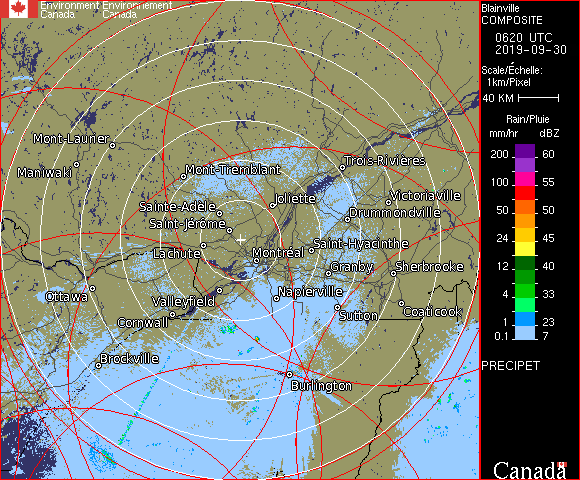 Environment Environnement
Canada Canada
Blainville
COMPOSITE
0620 UTC
2019-09-30
Scale/Échelle:
1km/Pixel
40 KM
Rain/Pluie
mm/hr dBZ
200 60
100 55
50 50
24 45
12 40
4 33
1 23
0.1 7
PRECIPET
Canada
Mont-Laurier
Maniwaki
Mont-Tremblant
Trois-Rivières
Sainte-Adèle
Joliette
Victoriaville
Drummondville
Saint-Jérôme
Lachute
Montréal
Saint-Hyacinthe
Granby
Sherbrooke
Ottawa
Valleyfield
Napierville
Cornwall
Sutton
Coaticook
Brockville
Burlington